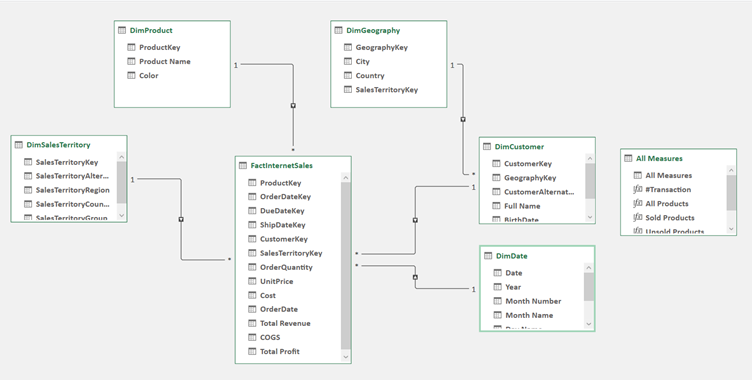 DimProduct
ProductKey
Product Name
Color
1
*
DimGeography
GeographyKey
City
Country
SalesTerritoryKey
1
*
DimSalesTerritory
SalesTerritoryKey
SalesTerritoryAlter...
SalesTerritoryRegion
SalesTerritoryCoun...
SalesTerritoryGroup
1
*
FactInternetSales
ProductKey
OrderDateKey
DueDateKey
ShipDateKey
CustomerKey
SalesTerritoryKey
OrderQuantity
UnitPrice
Cost
OrderDate
Total Revenue
COGS
Total Profit
DimCustomer
CustomerKey
GeographyKey
CustomerAlternat...
Full Name
BirthDate
1
*
All Measures
All Measures
#Transaction
All Products
Sold Products
Unsold Products
DimDate
Date
Year
Month Number
Month Name
Day Name
1
*